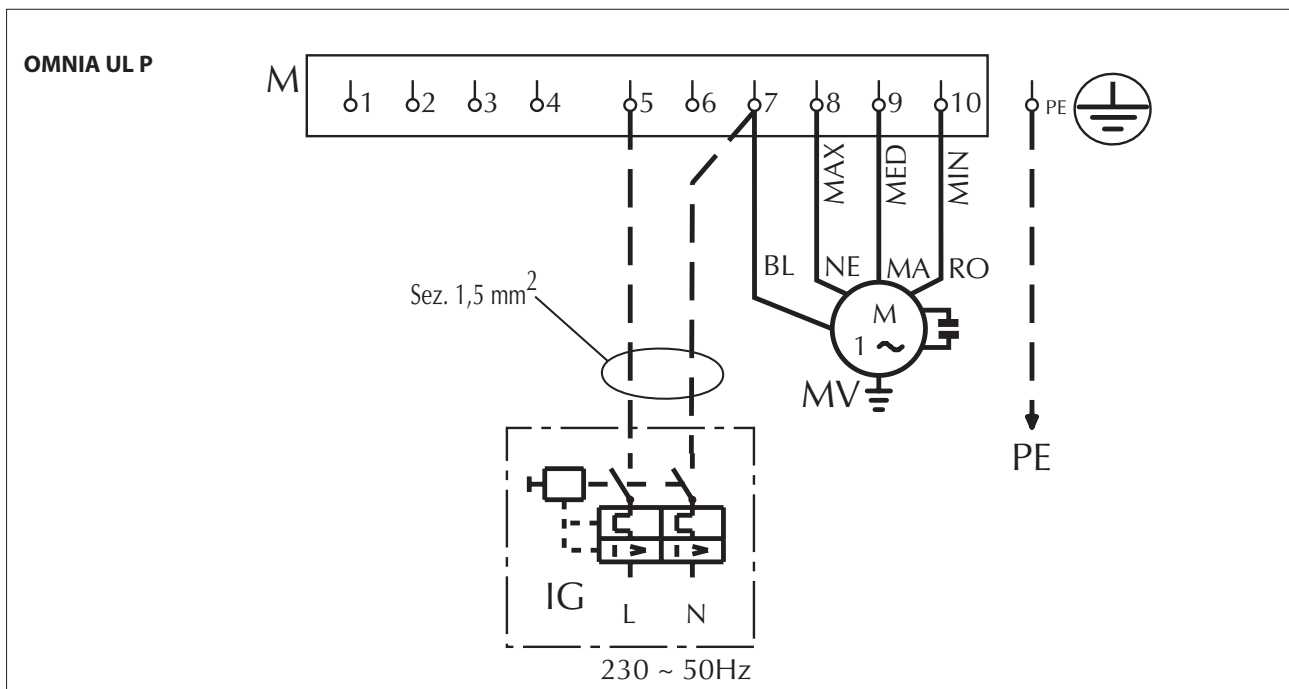 OMNIA UL P
M
1 2 3 4 5 6 7 8 9 10 PE
MAX MED MIN
BL NE MA RO
Sez. 1,5 mm²
M
1 ~
MV
PE
I > I >
IG
L N
230 ~ 50Hz